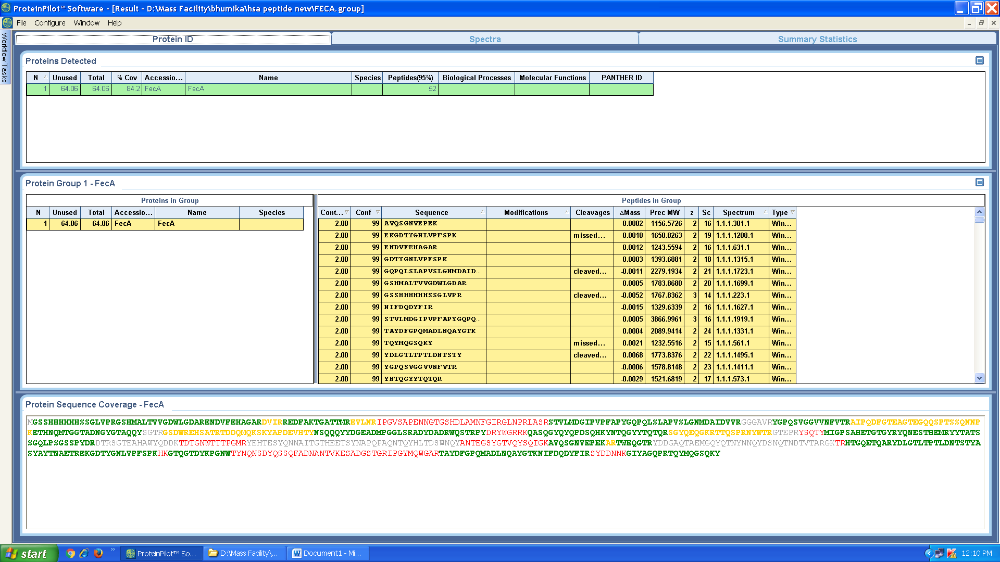 ProteinPilot™ Software - [Result - D:\Mass Facility\bhumika\hsa peptide new\FECA.group]
File Configure Window Help
Workflow Tasks
Protein ID Spectra Summary Statistics
Proteins Detected
N Unused Total % Cov Accessio... Name Species Peptides(95%) Biological Processes Molecular Functions PANTHER ID
1 64.06 64.06 84.2 FecA FecA 52
Protein Group 1 - FecA
Proteins in Group
N Unused Total Accessio... Name Species
1 64.06 64.06 FecA FecA
Peptides in Group
Cont... Conf Sequence Modifications Cleavages ΔMass Prec MW z Sc Spectrum Type
2.00 99 AVQSGNVEPEK 0.0002 1156.5726 2 16 1.1.1.301.1 Win...
2.00 99 EKGDTYGNLVPFSPK missed... 0.0010 1650.8263 2 19 1.1.1.1208.1 Win...
2.00 99 ENDVFEHAGAR 0.0012 1243.5594 2 16 1.1.1.631.1 Win...
2.00 99 GDTYGNLVPFSPK 0.0003 1393.6881 2 18 1.1.1.1315.1 Win...
2.00 99 GQPQLSLAPVSLGNMDAID... cleaved... -0.0011 2279.1934 2 21 1.1.1.1723.1 Win...
2.00 99 GSHMALTVVGDWLGDAR 0.0005 1783.8680 2 20 1.1.1.1699.1 Win...
2.00 99 GSSHHHHHHSSGLVPR cleaved... -0.0052 1767.8362 3 14 1.1.1.223.1 Win...
2.00 99 NIFDQDYFIR -0.0015 1329.6339 2 16 1.1.1.1627.1 Win...
2.00 99 STVLMDGIPVPFAPYGQPQ... 0.0005 3866.9961 3 16 1.1.1.1919.1 Win...
2.00 99 TAYDFGPQMADLNQAYGTK 0.0004 2089.9414 2 24 1.1.1.1331.1 Win...
2.00 99 TQYMQGSQKY missed... 0.0021 1232.5516 2 15 1.1.1.561.1 Win...
2.00 99 YDLGTLTPTLDNTSTY cleaved... 0.0068 1773.8376 2 22 1.1.1.1495.1 Win...
2.00 99 YGPQSVGGVVNFVTR -0.0006 1578.8148 2 23 1.1.1.1411.1 Win...
2.00 99 YNTQGYYTQTQR -0.0029 1521.6819 2 17 1.1.1.573.1 Win...
Protein Sequence Coverage - FecA
MGSSHHHHHHSSGLVPRGSHMALTVVGDWLGDARENDVFEHAGARDVIRREDFAKTGATTMREVLNRIPGVSAPENNGTGSHDLAMNFGIRGLNPRLASRSTVLMDGIPVPFAPYGQPQLSLAPVSLGNMDAIDVVRGGGAVRYGPQSVGGVVNFVTRAIPQDFGTEAGTEGQQSPTSSQNNP
KETHNQMTGGTADNGYGTAQQYSGTRGSDWREHSATRTDDQMQKSKYAPDEVHTYNSQQQYYDGEADMPGGLSRADYDADRWQSTRPYDRYWGRRKQASQGYQYQPDSQHKYNTQGYYTQTQRSGYQEQGKRTTQSPRNYWTRGTEPRYSQTYMIGPSAHETGTGYRYQNESTHEMRYYTATS
SGQLPSGSSPYDRDTRSGTEAHAWYQDDKTDTGNWTTTPGMRYEHTESYQNNAITGTHEETSYNAPQPAQNTQYHLTDSWNQYANTEGSYGTVQYSQIGKAVQSGNVEPEKARTWEQGTRYDDGAQTAEMGQYQTNYNNQYDSNQTNDTVTARGKTRHTGQETQARYDLGTLTPTLDNTSTYA
SYAYTNAETREKGDTYGNLVPFSPKHKGTQGTDYKPGNWTYNQNSDYQSSQFADNANTVKESADGSTGRIPGYMQWGARTAYDFGPQMADLNQAYGTKNIFDQDYFIRSYDDNNKGIYAGQPRTQYMQGSQKY
start ProteinPilot™ So... D:\Mass Facility\... Document1 - Mi... 12:10 PM